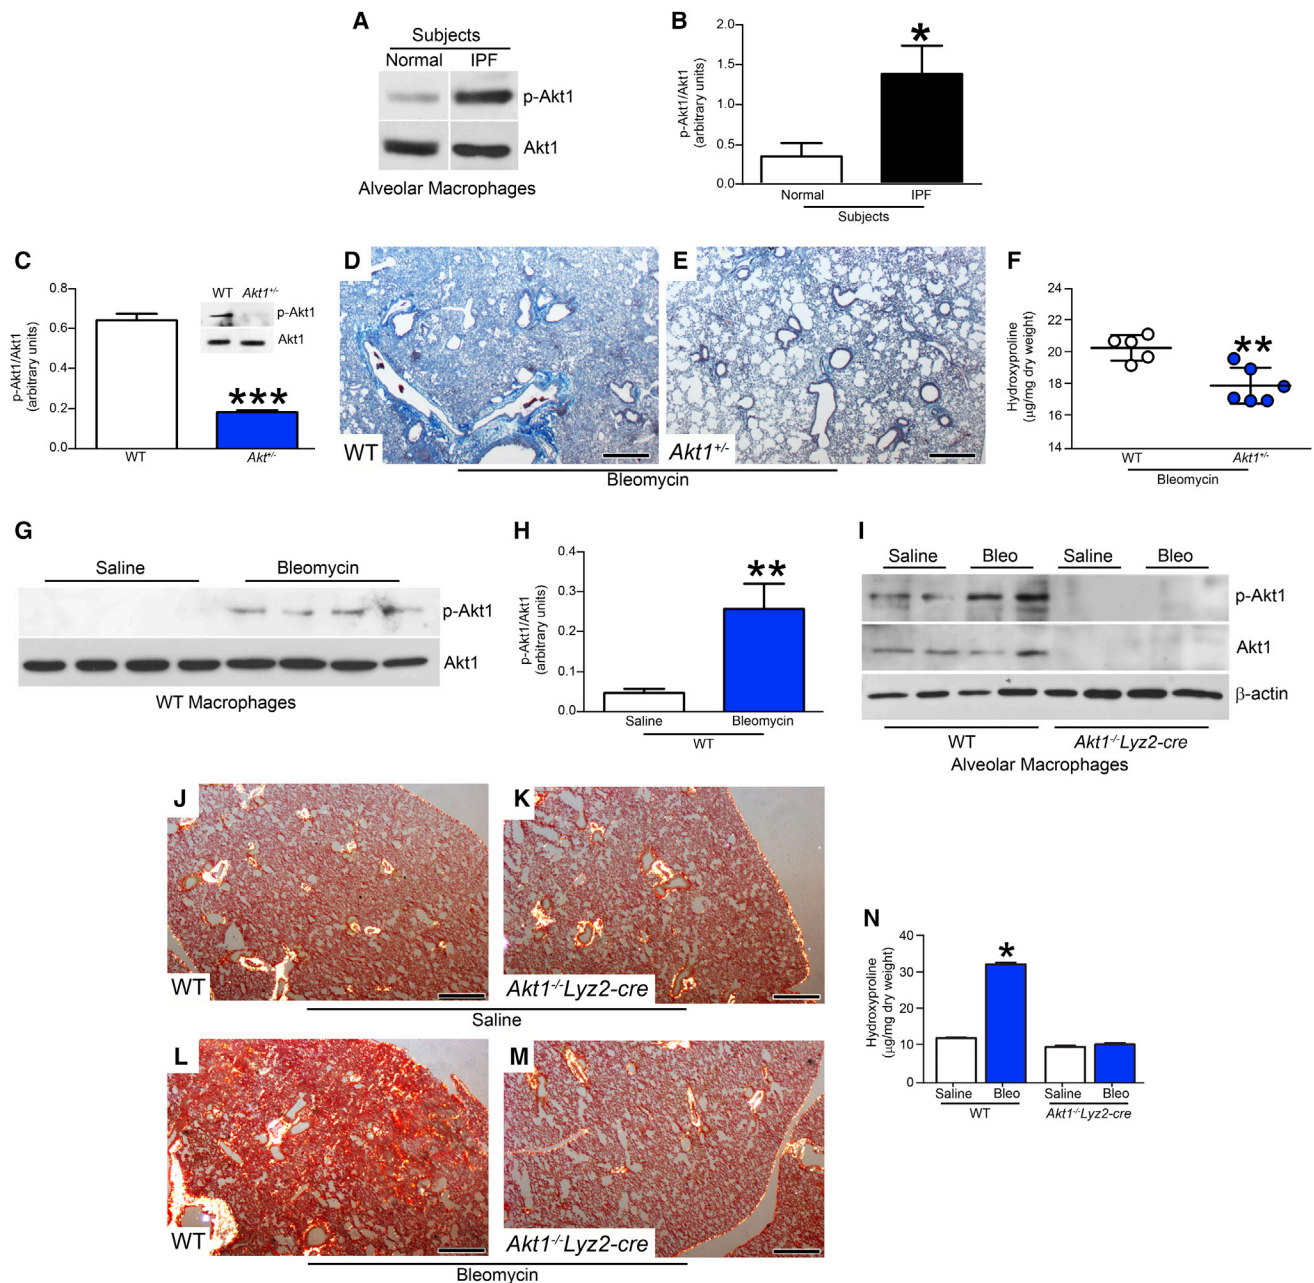 A
Subjects
Normal IPF
p-Akt1
Akt1
Alveolar Macrophages
B
2.0
1.5
1.0
0.5
0.0
p-Akt1/Akt1
(arbitrary units)
*
Normal IPF
Subjects
C
0.8
0.6
0.4
0.2
0.0
p-Akt1/Akt1
(arbitrary units)
WT Akt1+/-
p-Akt1
Akt1
***
WT Akt+/-
D
WT
E
Akt1+/-
Bleomycin
F
24
22
20
18
16
14
Hydroxyproline
(µg/mg dry weight)
**
WT Akt1+/-
Bleomycin
G
Saline Bleomycin
p-Akt1
Akt1
WT Macrophages
H
0.4
0.3
0.2
0.1
0.0
p-Akt1/Akt1
(arbitrary units)
**
Saline Bleomycin
WT
I
Saline Bleo Saline Bleo
p-Akt1
Akt1
β-actin
WT Akt1-/-Lyz2-cre
Alveolar Macrophages
J
WT
K
Akt1-/-Lyz2-cre
Saline
L
WT
M
Akt1-/-Lyz2-cre
Bleomycin
N
40
30
20
10
0
Hydroxyproline
(µg/mg dry weight)
*
Saline Bleo Saline Bleo
WT Akt1-/-Lyz2-cre